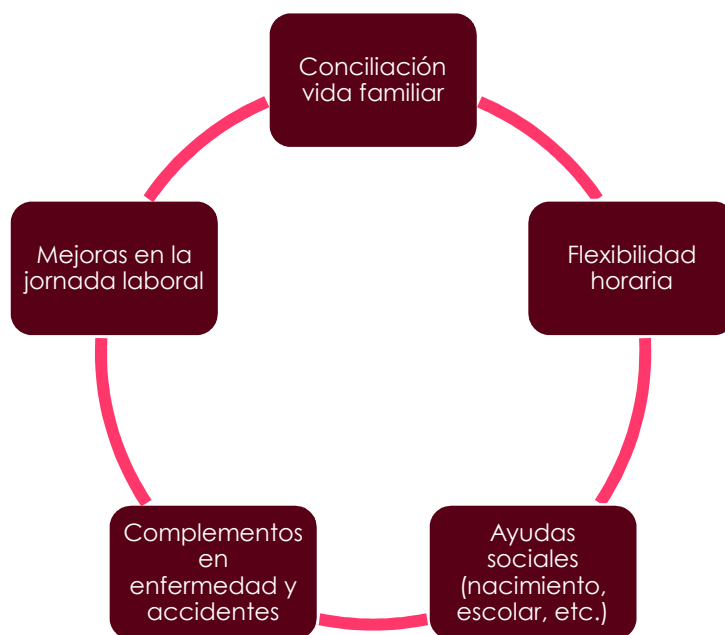 Conciliación
vida familiar
Flexibilidad
horaria
Ayudas
sociales
(nacimiento,
escolar, etc.)
Complementos
en
enfermedad y
accidentes
Mejoras en la
jornada laboral